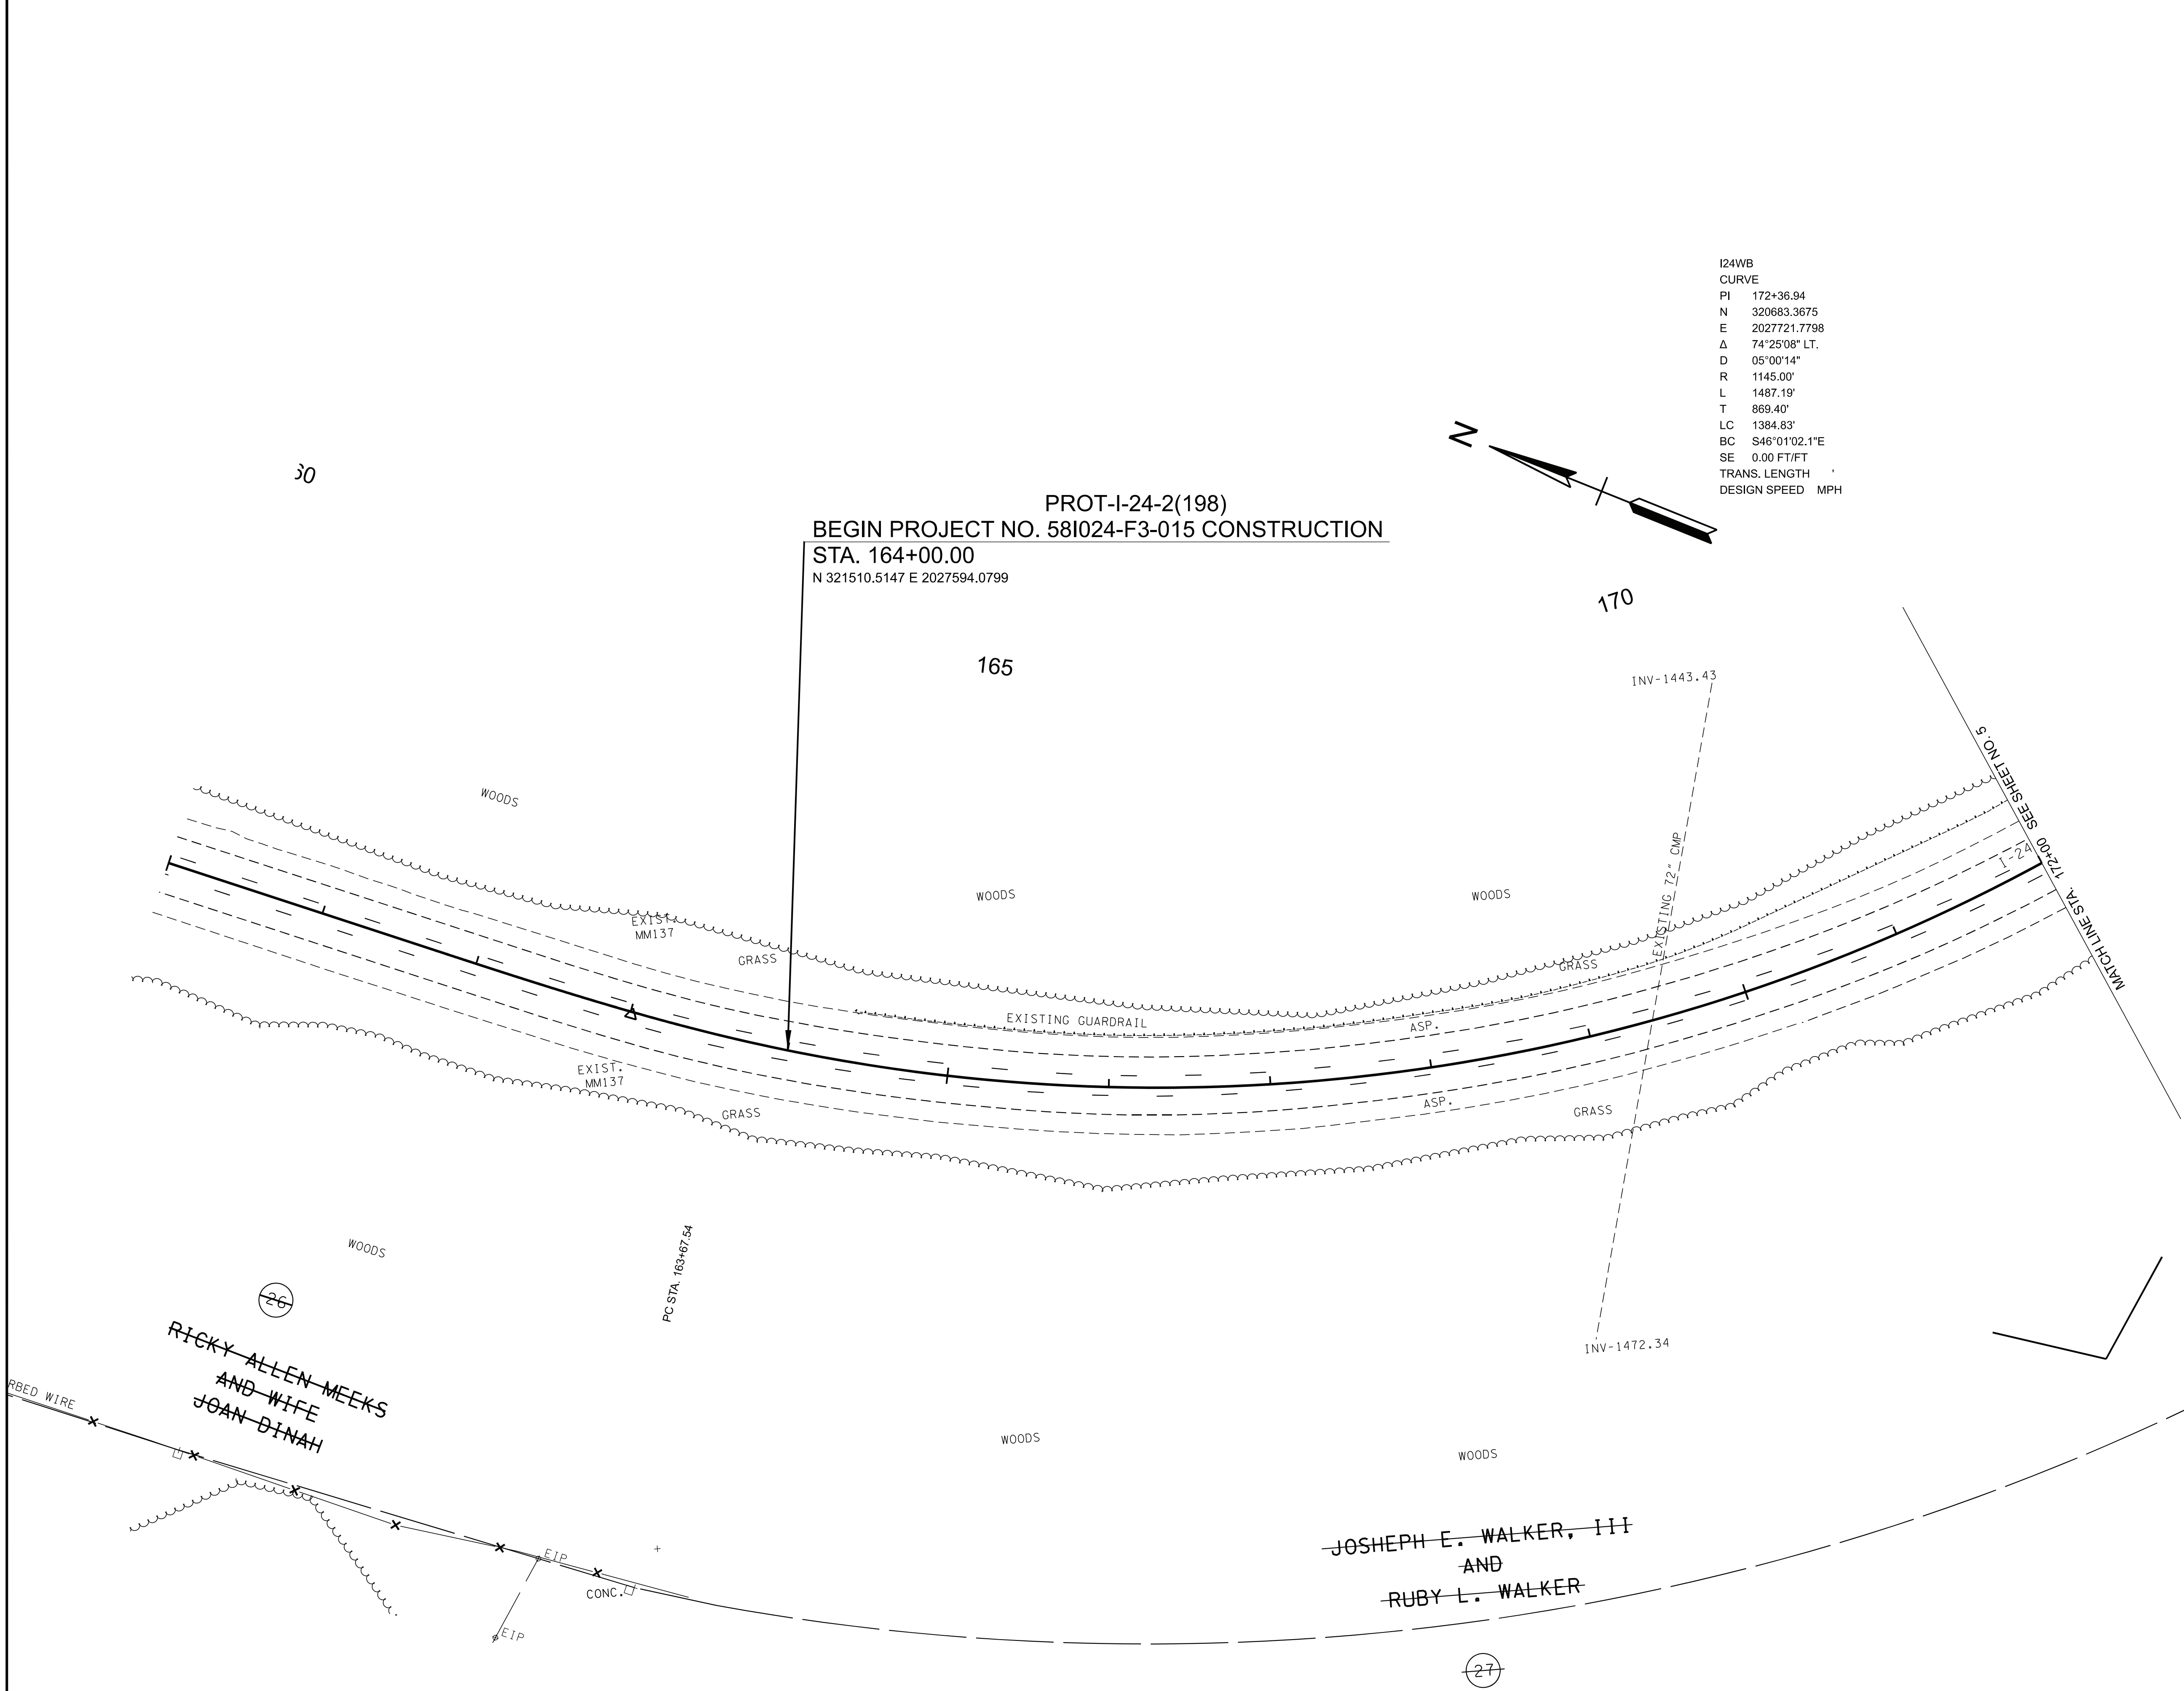 I24WB
CURVE
PI 172+36.94
N 320683.3675
E 2027721.7798
Δ 74°25'08" LT.
D 05°00'14"
R 1145.00'
L 1487.19'
T 869.40'
LC 1384.83'
BC S46°01'02.1"E
SE 0.00 FT/FT
TRANS. LENGTH '
DESIGN SPEED MPH
N
PROT-I-24-2(198)
BEGIN PROJECT NO. 58I024-F3-015 CONSTRUCTION
STA. 164+00.00
N 321510.5147 E 2027594.0799
170
165
INV-1443.43
MATCH LINE STA. 172+00 SEE SHEET NO. 5
I-24
WOODS
EXISTING 72" CMP
WOODS
WOODS
EXIST.
MM137
GRASS
GRASS
EXISTING GUARDRAIL
ASP.
EXIST.
MM137
GRASS
ASP.
GRASS
PC STA. 163+67.54
WOODS
26
RICKY ALLEN MEEKS
AND WIFE
JOAN DINAH
RBED WIRE
INV-1472.34
WOODS
WOODS
EIP
CONC.
EIP
JOSHEPH E. WALKER, III
AND
RUBY L. WALKER
27